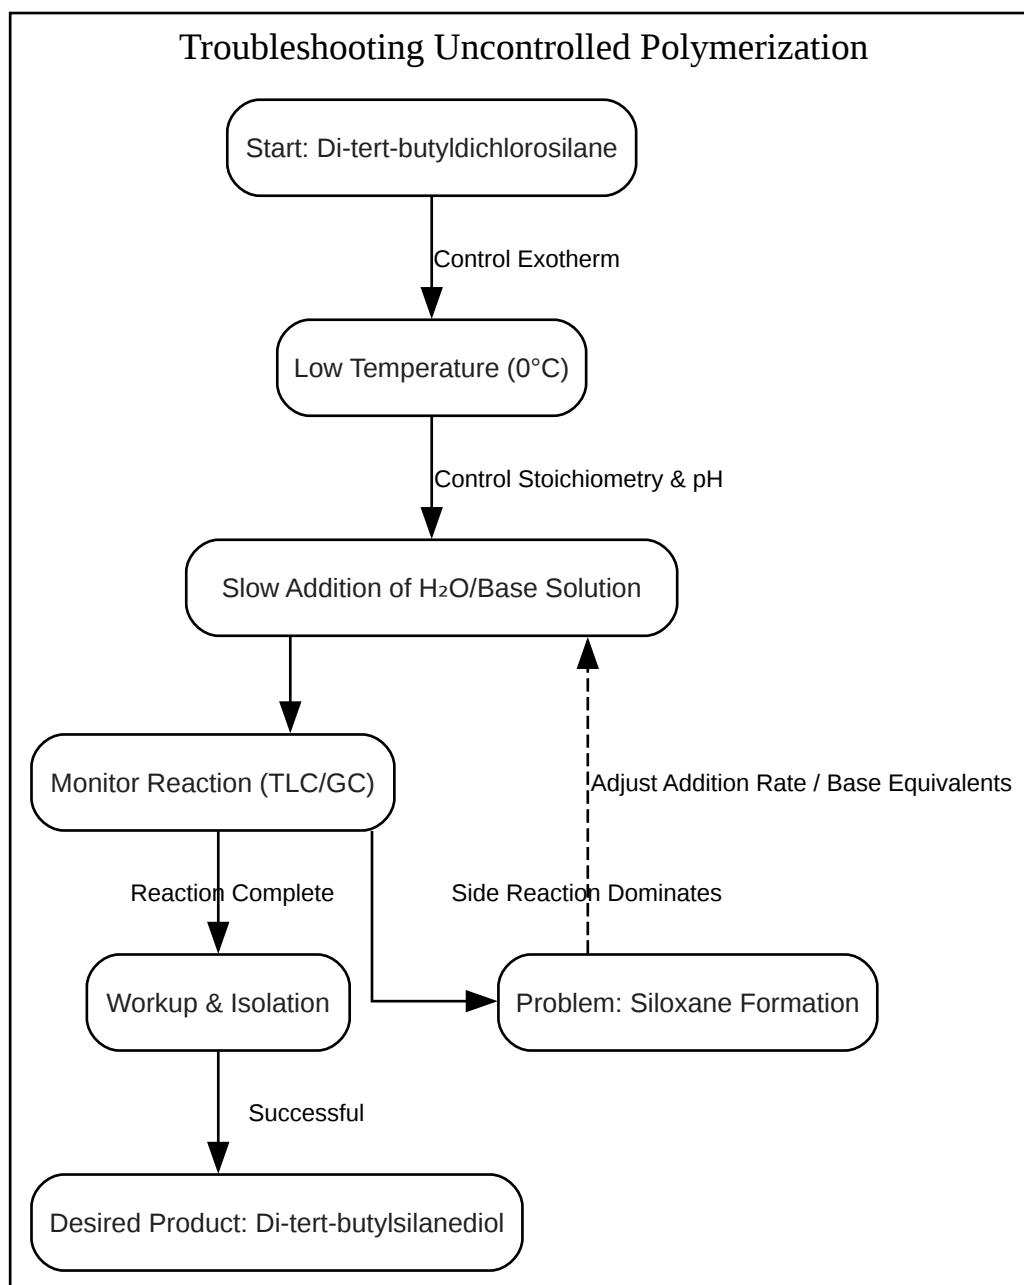 Troubleshooting Uncontrolled Polymerization
Start: Di-tert-butyldichlorosilane
Control Exotherm
Low Temperature (0°C)
Control Stoichiometry & pH
Slow Addition of H₂O/Base Solution
Monitor Reaction (TLC/GC)
Adjust Addition Rate / Base Equivalents
Reaction Complete
Side Reaction Dominates
Workup & Isolation
Problem: Siloxane Formation
Successful
Desired Product: Di-tert-butylsilanediol